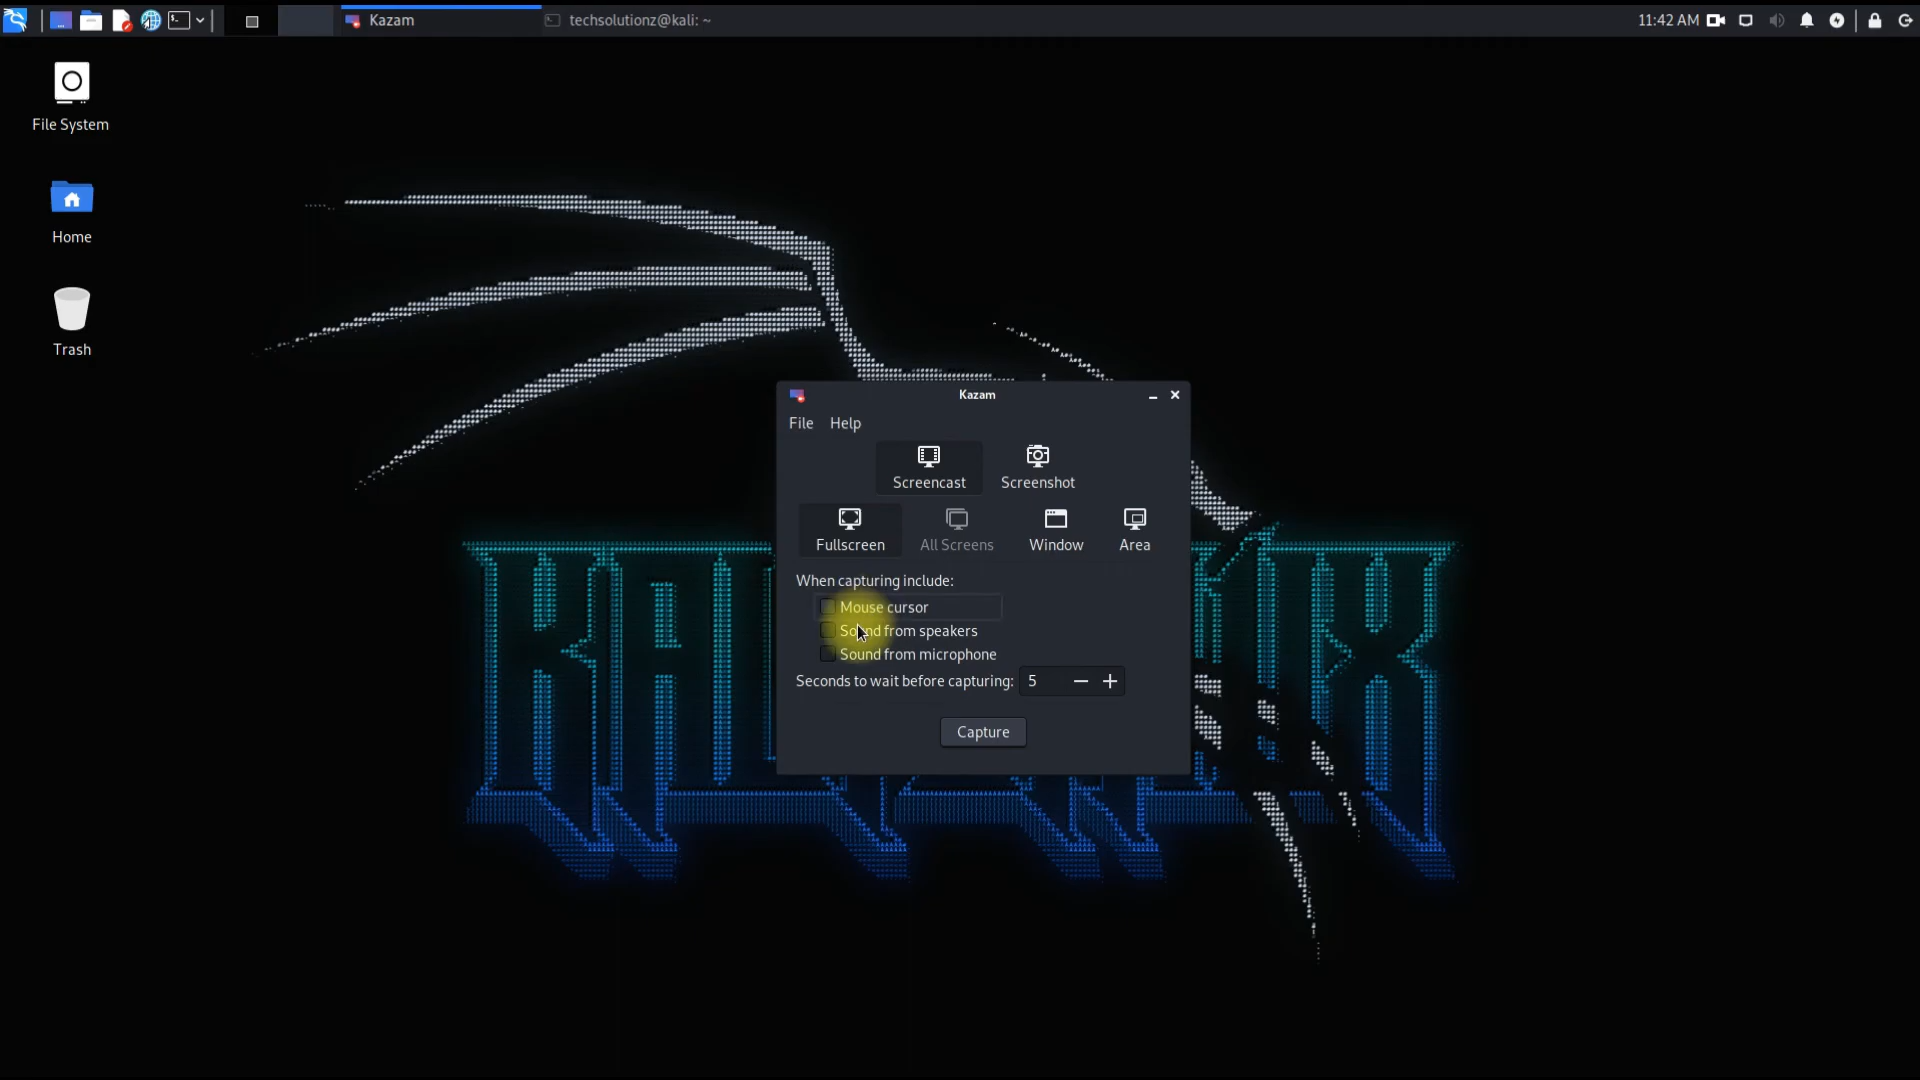 Kazam
techsolutionz@kali: ~
11:42 AM
File System
Home
Trash
Kazam
File Help
Screencast Screenshot
Fullscreen All Screens Window Area
When capturing include:
Mouse cursor
Sound from speakers
Sound from microphone
Seconds to wait before capturing: 5
Capture